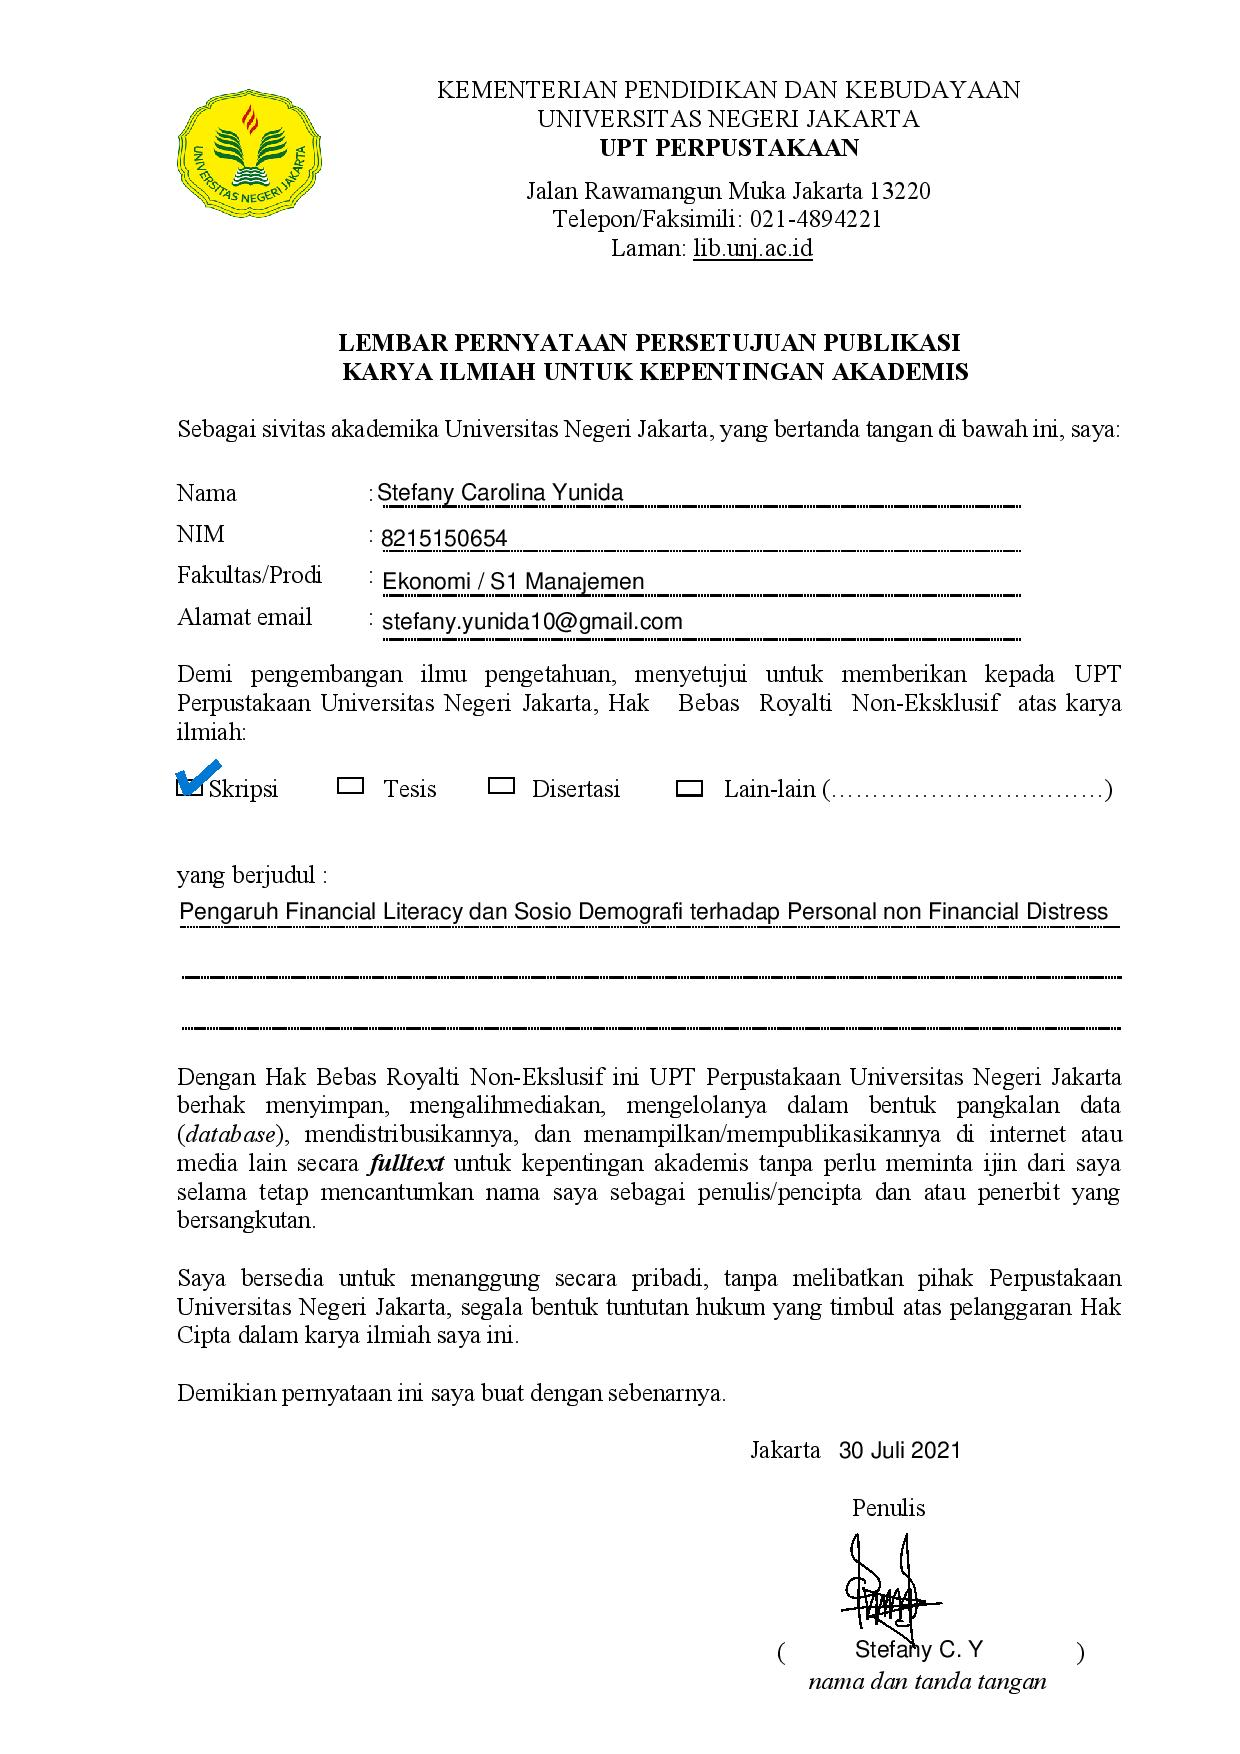 UNIVERSITAS NEGERI JAKARTA
KEMENTERIAN PENDIDIKAN DAN KEBUDAYAAN
UNIVERSITAS NEGERI JAKARTA
UPT PERPUSTAKAAN
Jalan Rawamangun Muka Jakarta 13220
Telepon/Faksimili: 021-4894221
Laman: lib.unj.ac.id
LEMBAR PERNYATAAN PERSETUJUAN PUBLIKASI
KARYA ILMIAH UNTUK KEPENTINGAN AKADEMIS
Sebagai sivitas akademika Universitas Negeri Jakarta, yang bertanda tangan di bawah ini, saya:
Nama : Stefany Carolina Yunida
NIM : 8215150654
Fakultas/Prodi : Ekonomi / S1 Manajemen
Alamat email : stefany.yunida10@gmail.com
Demi pengembangan ilmu pengetahuan, menyetujui untuk memberikan kepada UPT
Perpustakaan Universitas Negeri Jakarta, Hak Bebas Royalti Non-Eksklusif atas karya
ilmiah:
Skripsi Tesis Disertasi Lain-lain (……………………………)
yang berjudul :
Pengaruh Financial Literacy dan Sosio Demografi terhadap Personal non Financial Distress
Dengan Hak Bebas Royalti Non-Ekslusif ini UPT Perpustakaan Universitas Negeri Jakarta
berhak menyimpan, mengalihmediakan, mengelolanya dalam bentuk pangkalan data
(database), mendistribusikannya, dan menampilkan/mempublikasikannya di internet atau
media lain secara fulltext untuk kepentingan akademis tanpa perlu meminta ijin dari saya
selama tetap mencantumkan nama saya sebagai penulis/pencipta dan atau penerbit yang
bersangkutan.
Saya bersedia untuk menanggung secara pribadi, tanpa melibatkan pihak Perpustakaan
Universitas Negeri Jakarta, segala bentuk tuntutan hukum yang timbul atas pelanggaran Hak
Cipta dalam karya ilmiah saya ini.
Demikian pernyataan ini saya buat dengan sebenarnya.
Jakarta 30 Juli 2021
Penulis
( Stefany C. Y )
nama dan tanda tangan